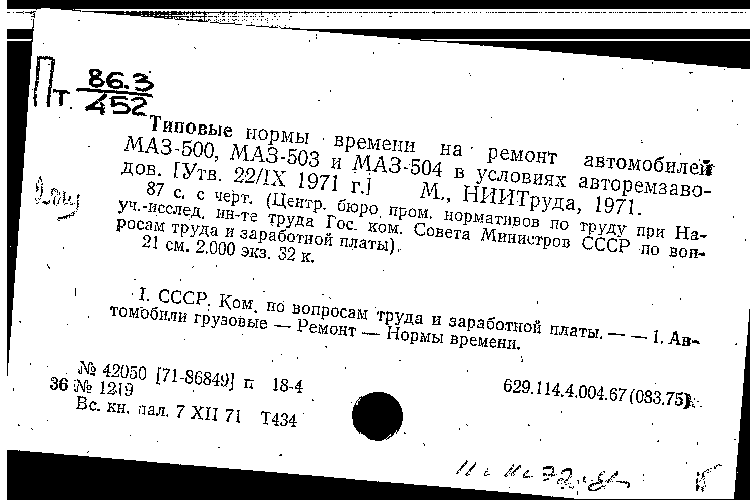 Пт. 86.3
452
Типовые нормы времени на ремонт автомобилей
МАЗ-500, МАЗ-503 и МАЗ-504 в условиях авторемзаво-
дов. [Утв. 22/IX 1971 г.] М., НИИТруда, 1971.
87 с. с черт. (Центр. бюро пром. нормативов по труду при На-
уч.-исслед. ин-те труда Гос. ком. Совета Министров СССР по воп-
росам труда и заработной платы).
21 см. 2.000 экз. 32 к.
I. СССР. Ком. по вопросам труда и заработной платы. — — 1. Ав-
томобили грузовые — Ремонт — Нормы времени.
№ 42050 [71-86849] п 18-4
36 № 1219
629.114.4.004.67(083.75)
Вс. кн. пал. 7 XII 71 Т434